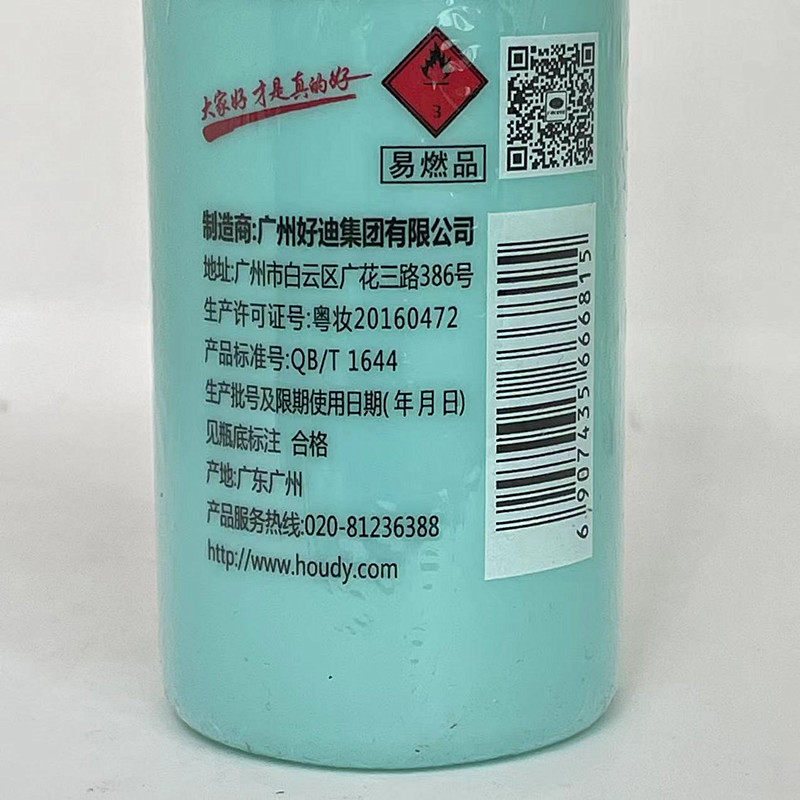 大家好 才是真的好
3
易燃品
制造商:广州好迪集团有限公司
地址:广州市白云区广花三路386号
生产许可证号:粤妆20160472
产品标准号:QB/T 1644
生产批号及限期使用日期(年月日)
见瓶底标注 合格
产地:广东广州
产品服务热线:020-81236388
http://www.houdy.com
6907435666815